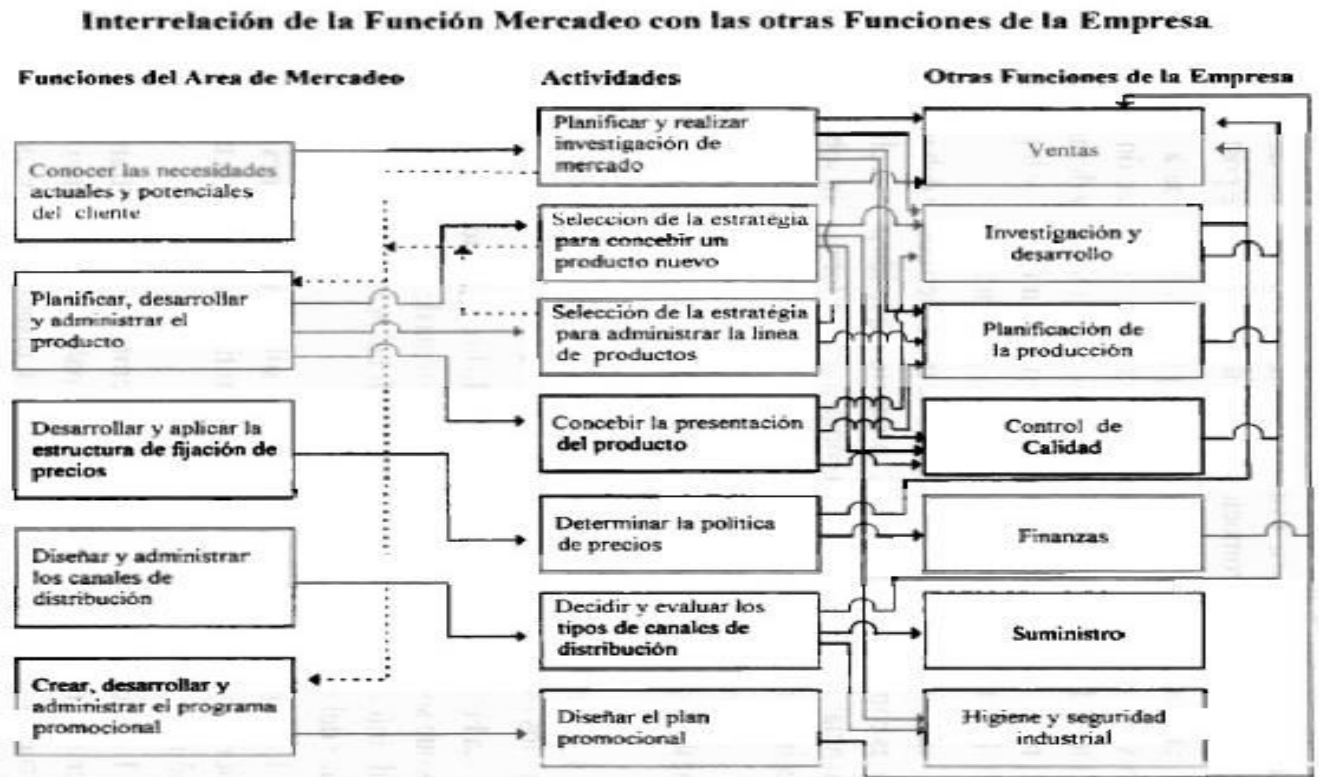 Interrelación de la Función Mercadeo con las otras Funciones de la Empresa
Funciones del Area de Mercadeo
Conocer las necesidades
actuales y potenciales
del cliente
Planificar, desarrollar
y administrar el
producto
Desarrollar y aplicar la
estructura de fijación de
precios
Diseñar y administrar
los canales de
distribución
Crear, desarrollar y
administrar el programa
promocional
Actividades
Planificar y realizar
investigación de
mercado
Seleccion de la estratégia
para concebir un
producto nuevo
Selección de la estratégia
para administrar la línea
de productos
Concebir la presentación
del producto
Determinar la política
de precios
Decidir y evaluar los
tipos de canales de
distribución
Diseñar el plan
promocional
Otras Funciones de la Empresa
Ventas
Investigación y
desarrollo
Planificación de
la producción
Control de
Calidad
Finanzas
Suministro
Higiene y seguridad
industrial